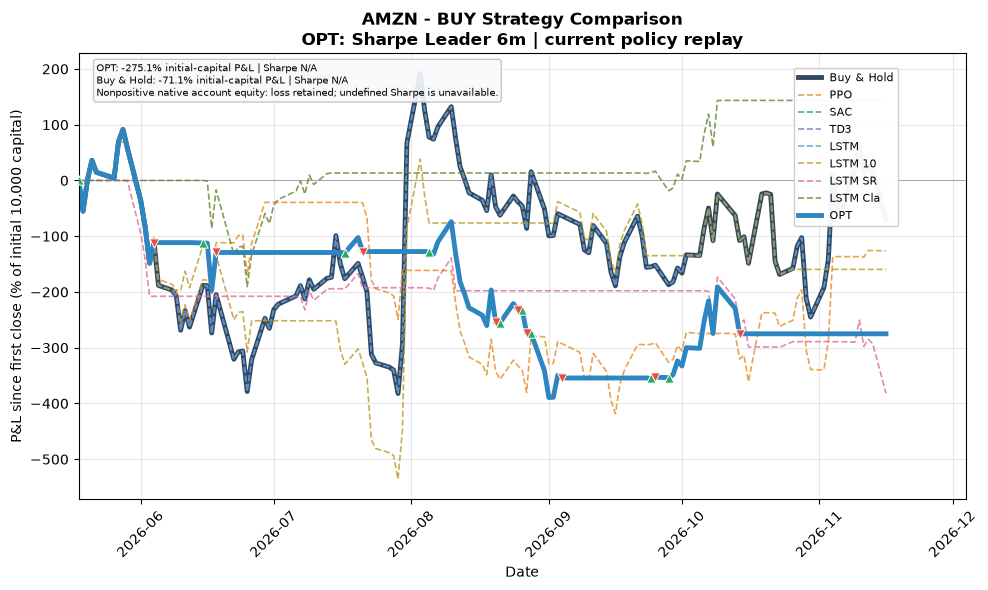 AMZN - BUY Strategy Comparison
OPT: Sharpe Leader 6m | current policy replay
OPT: -275.1% initial-capital P&L | Sharpe N/A
Buy & Hold: -71.1% initial-capital P&L | Sharpe N/A
Nonpositive native account equity: loss retained; undefined Sharpe is unavailable.
Buy & Hold
PPO
SAC
TD3
LSTM
LSTM 10
LSTM SR
LSTM Cla
OPT
P&L since first close (% of initial 10,000 capital)
200
100
0
−100
−200
−300
−400
−500
2026-06
2026-07
2026-08
2026-09
2026-10
2026-11
2026-12
Date